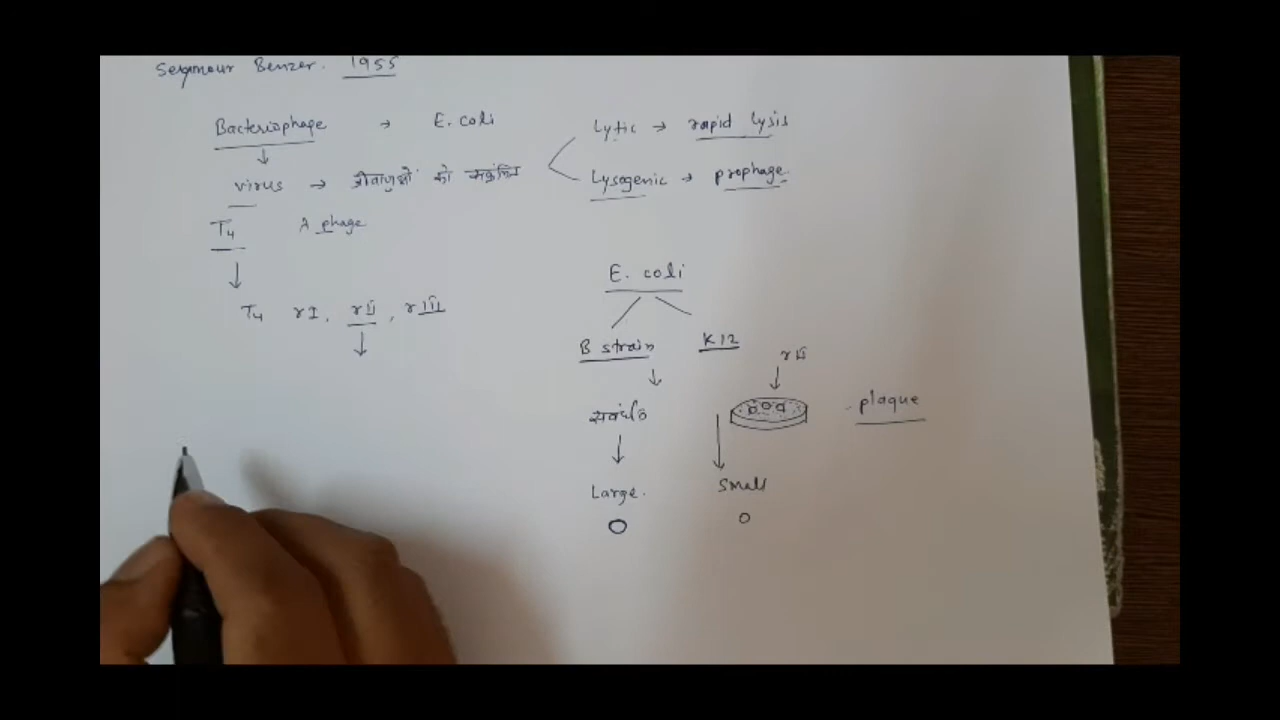 Seymour Benzer. 1955
Bacteriophage → E. coli
virus → जीवाणुओं को संक्रमित
Lytic → rapid lysis
Lysogenic → prophage.
T4 λ phage
T4 rI, rII, rIII
E. coli
B strain K12
rII
plaque
Large. Small